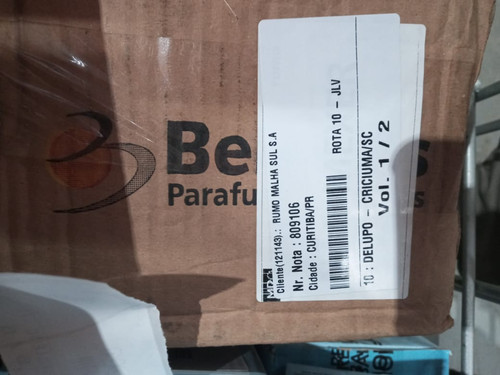 Be s
Parafu s
Cliente(121143).: RUMO MALHA SUL S.A
Nr. Nota : 809106
Cidade : CURITIBA/PR
ROTA 10 - JLV
10 : DELUPO - CRICIUMA/SC
Vol. 1 / 2